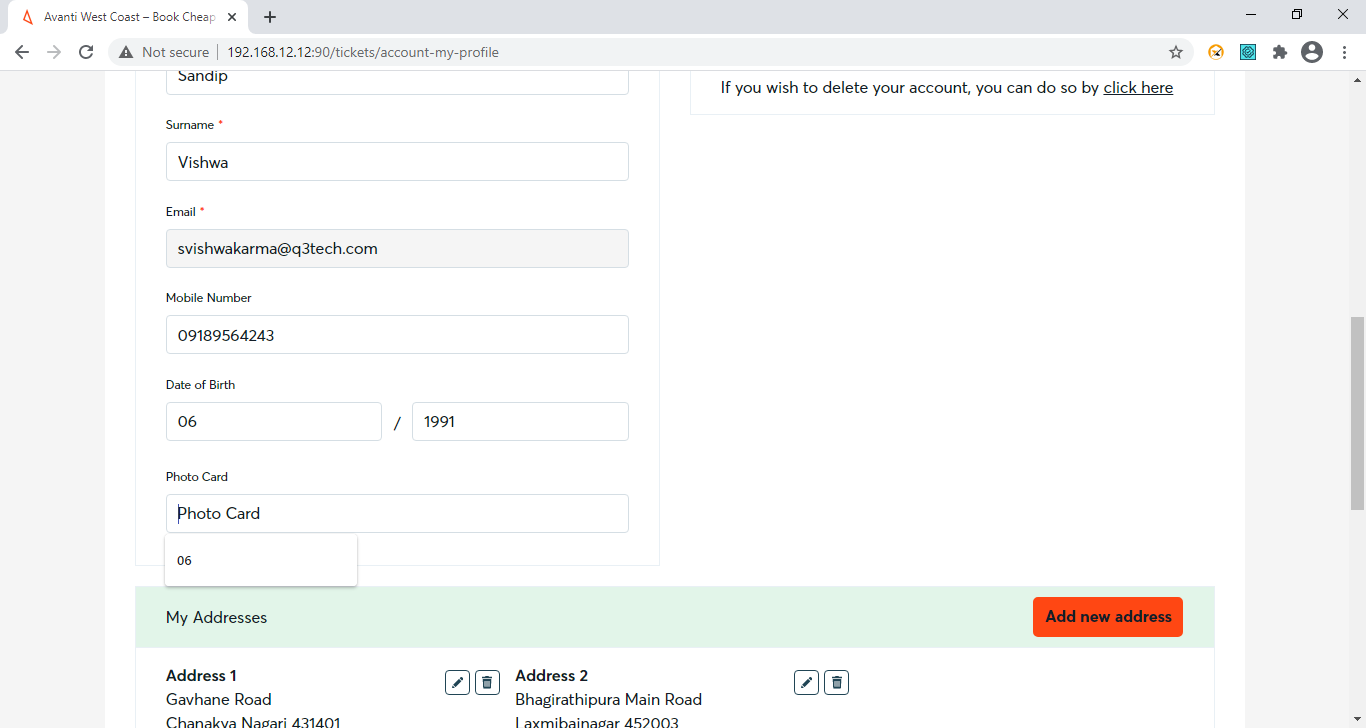 Avanti West Coast – Book Cheap
Not secure
192.168.12.12:90/tickets/account-my-profile
Sandip
If you wish to delete your account, you can do so by click here
Surname *
Vishwa
Email *
svishwakarma@q3tech.com
Mobile Number
09189564243
Date of Birth
06 / 1991
Photo Card
Photo Card
06
My Addresses
Add new address
Address 1
Gavhane Road
Chanakya Nagari 431401
Address 2
Bhagirathipura Main Road
Laxmibainagar 452003